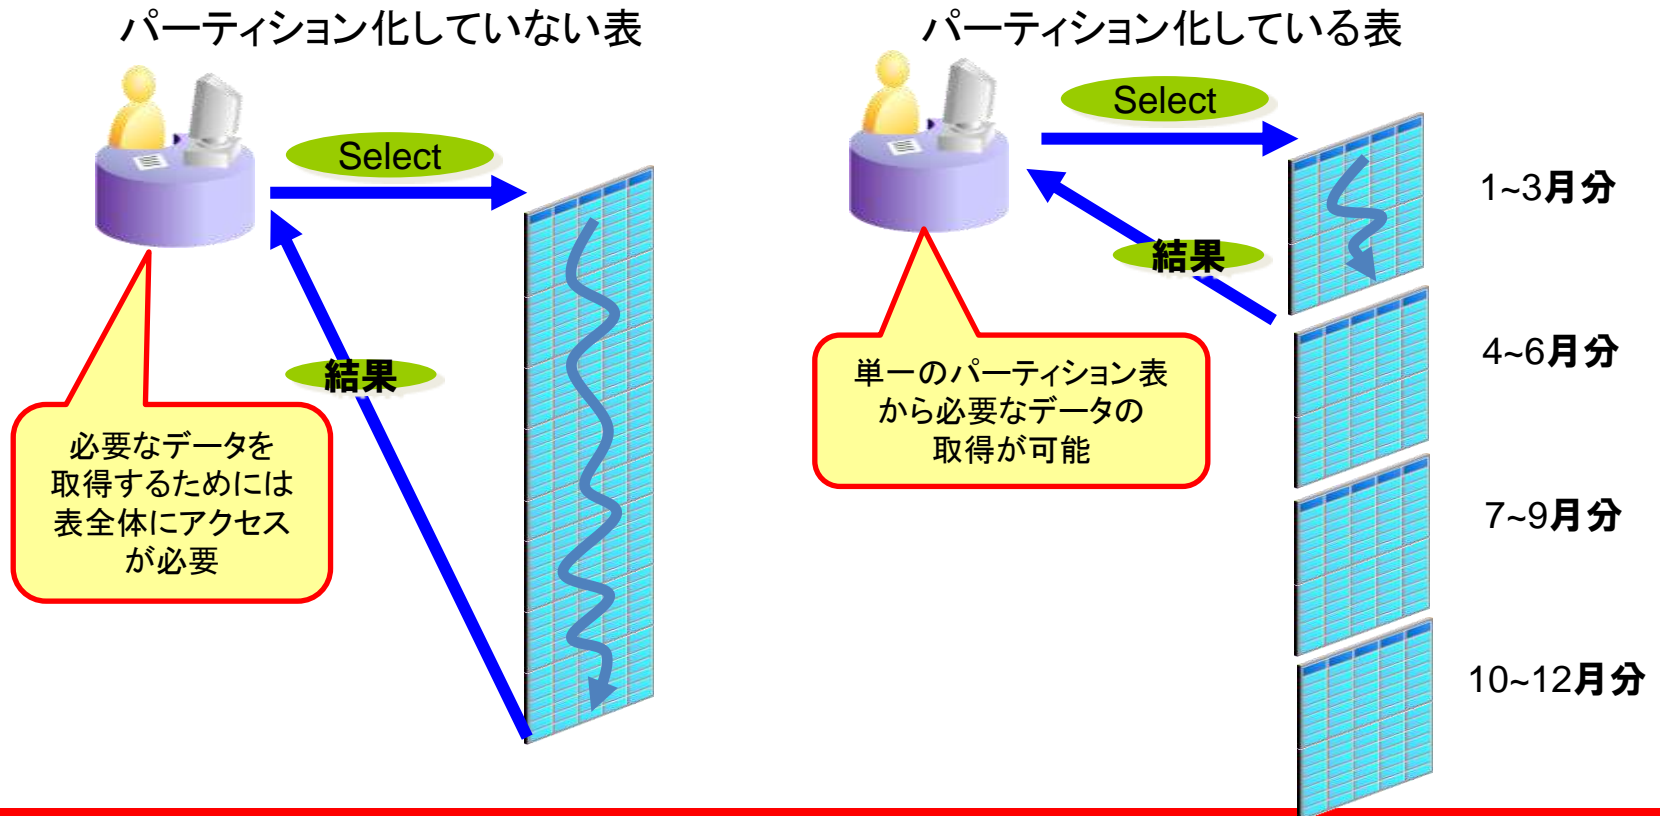 パーティション化していない表
Select
結果
必要なデータを
取得するためには
表全体にアクセス
が必要
パーティション化している表
Select
結果
単一のパーティション表
から必要なデータの
取得が可能
1~3月分
4~6月分
7~9月分
10~12月分